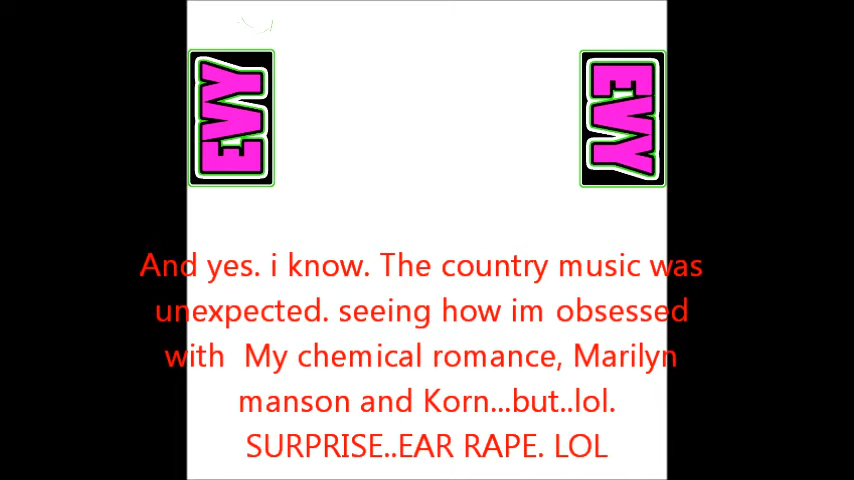 EVY
EVY
And yes. i know. The country music was
unexpected. seeing how im obsessed
with  My chemical romance, Marilyn
manson and Korn...but..lol.
SURPRISE..EAR RAPE. LOL